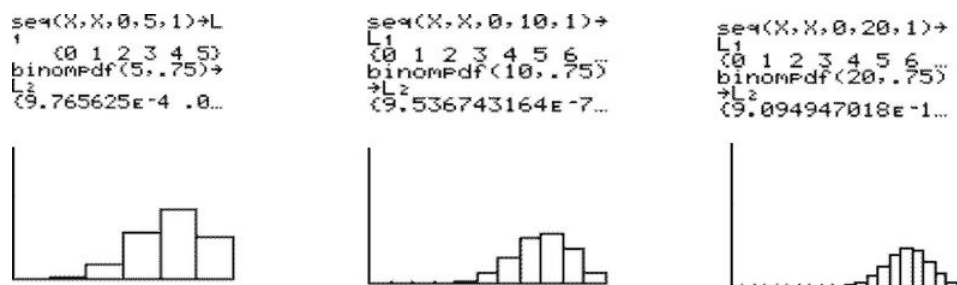 seq(X,X,0,5,1)→L
1
{0 1 2 3 4 5}
binompdf(5,.75)→
L2
{9.765625E-4 .0…
seq(X,X,0,10,1)→
L1
{0 1 2 3 4 5 6 …
binompdf(10,.75)
→L2
{9.536743164E-7…
seq(X,X,0,20,1)→
L1
{0 1 2 3 4 5 6 …
binompdf(20,.75)
→L2
{9.094947018E-1…